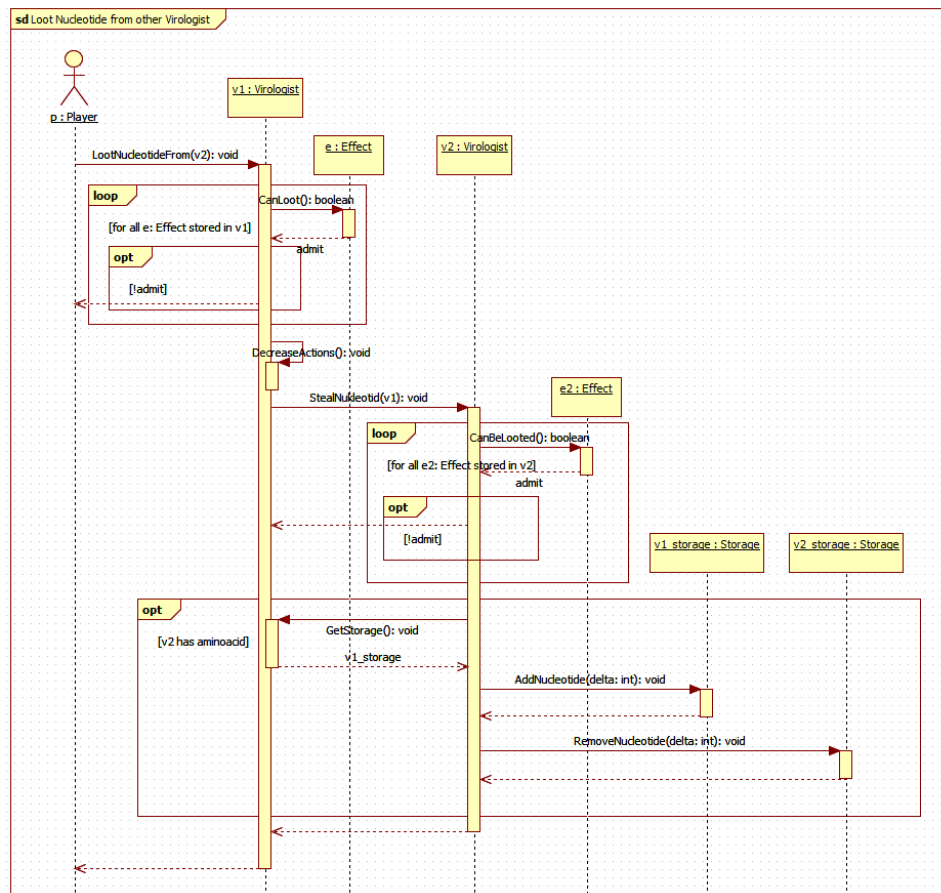 sd Loot Nucleotide from other Virologist
p : Player
v1 : Virologist
e : Effect
v2 : Virologist
LootNucleotideFrom(v2): void
loop
CanLoot(): boolean
[for all e: Effect stored in v1]
admit
opt
[!admit]
DecreaseActions(): void
e2 : Effect
StealNukleotid(v1): void
loop
CanBeLooted(): boolean
[for all e2: Effect stored in v2]
admit
opt
[!admit]
v1_storage : Storage
v2_storage : Storage
opt
GetStorage(): void
[v2 has aminoacid]
v1_storage
AddNucleotide(delta: int): void
RemoveNucleotide(delta: int): void